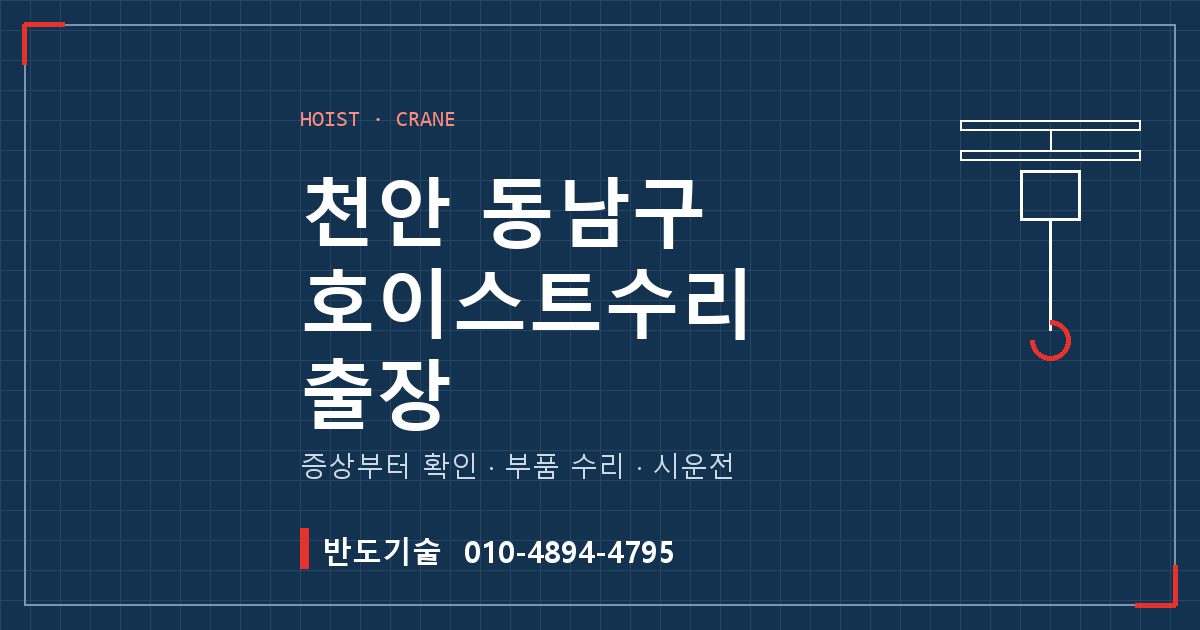 HOIST · CRANE
천안 동남구
호이스트수리
출장
증상부터 확인 · 부품 수리 · 시운전
반도기술 010-4894-4795